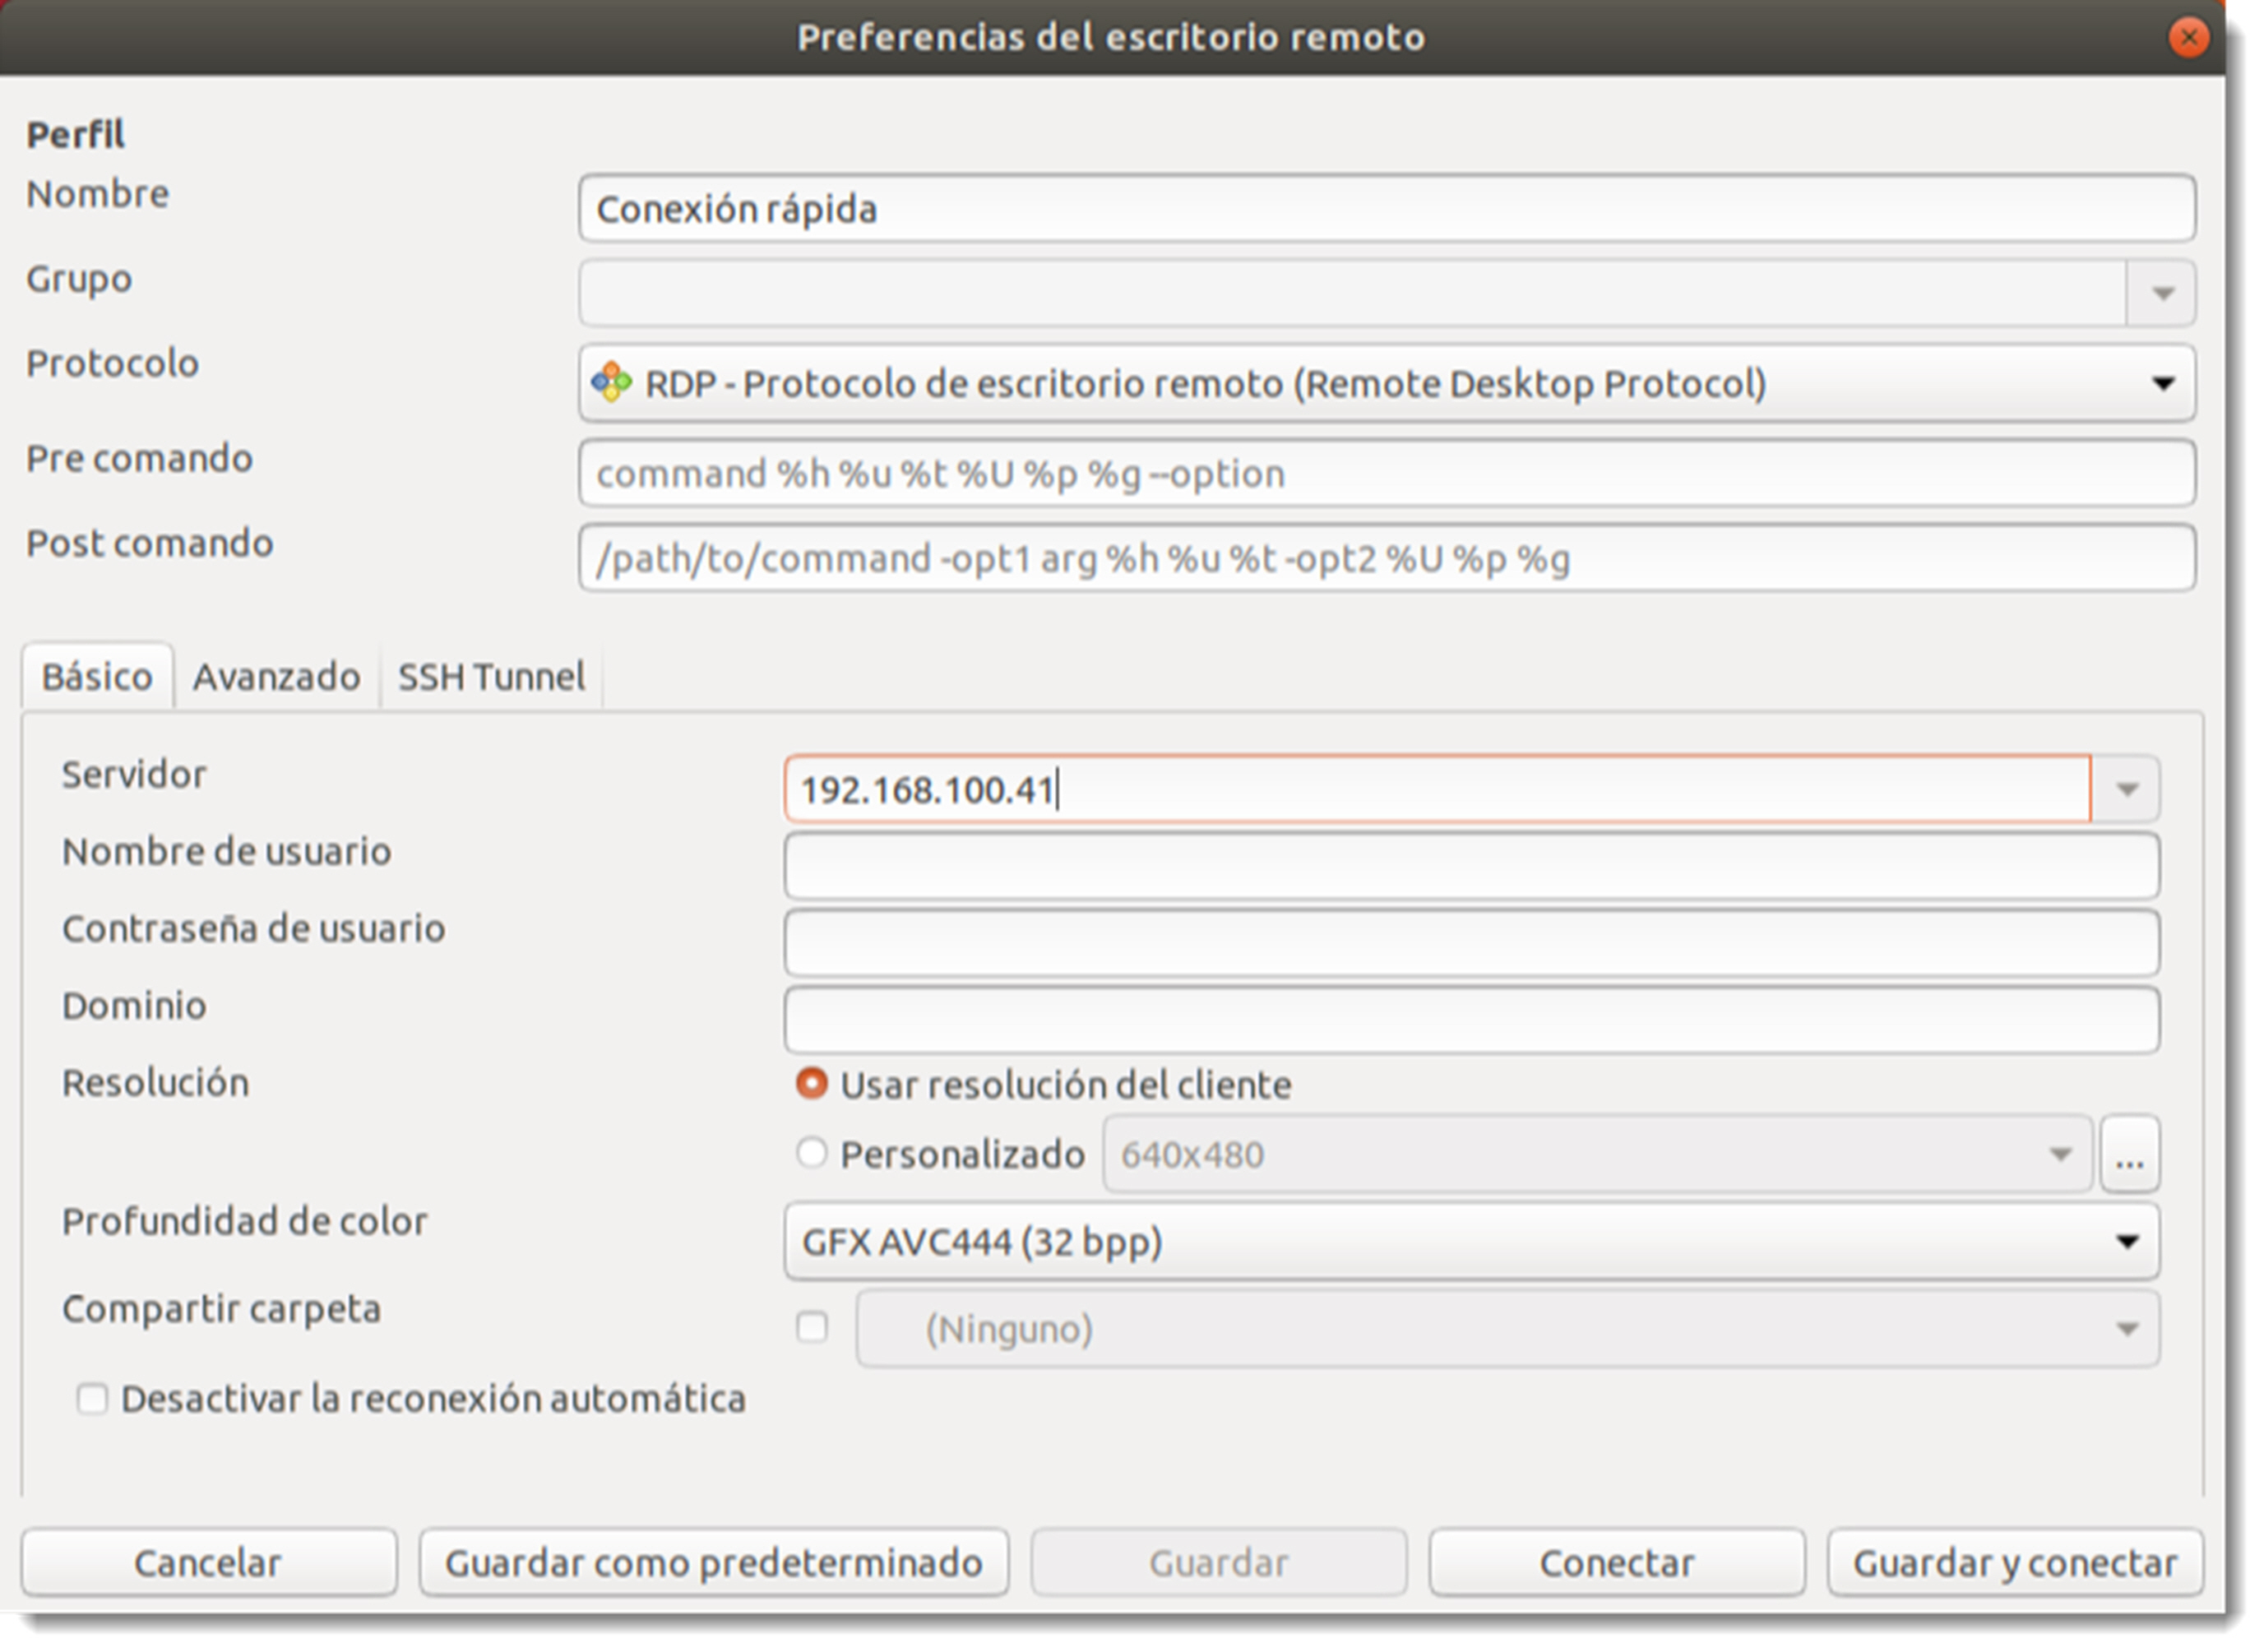 Preferencias del escritorio remoto
Perfil
Nombre
Conexión rápida
Grupo
Protocolo
RDP - Protocolo de escritorio remoto (Remote Desktop Protocol)
Pre comando
command %h %u %t %U %p %g --option
Post comando
/path/to/command -opt1 arg %h %u %t -opt2 %U %p %g
Básico Avanzado SSH Tunnel
Servidor
192.168.100.41
Nombre de usuario
Contraseña de usuario
Dominio
Resolución
Usar resolución del cliente
Personalizado 640x480 ...
Profundidad de color
GFX AVC444 (32 bpp)
Compartir carpeta
(Ninguno)
Desactivar la reconexión automática
Cancelar Guardar como predeterminado Guardar Conectar Guardar y conectar